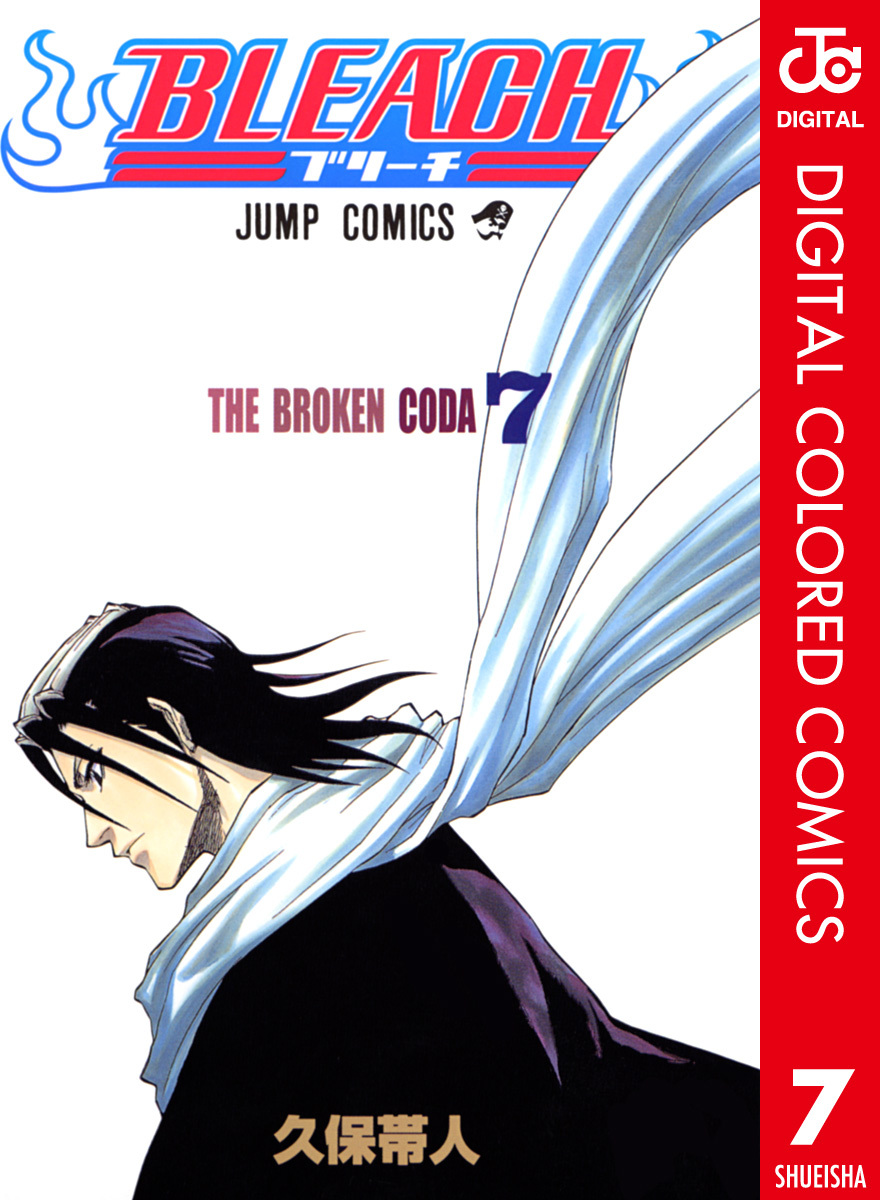 BLEACH
ブリーチ
JUMP COMICS
THE BROKEN CODA 7
久保帯人
JC
DIGITAL
DIGITAL COLORED COMICS
7
SHUEISHA